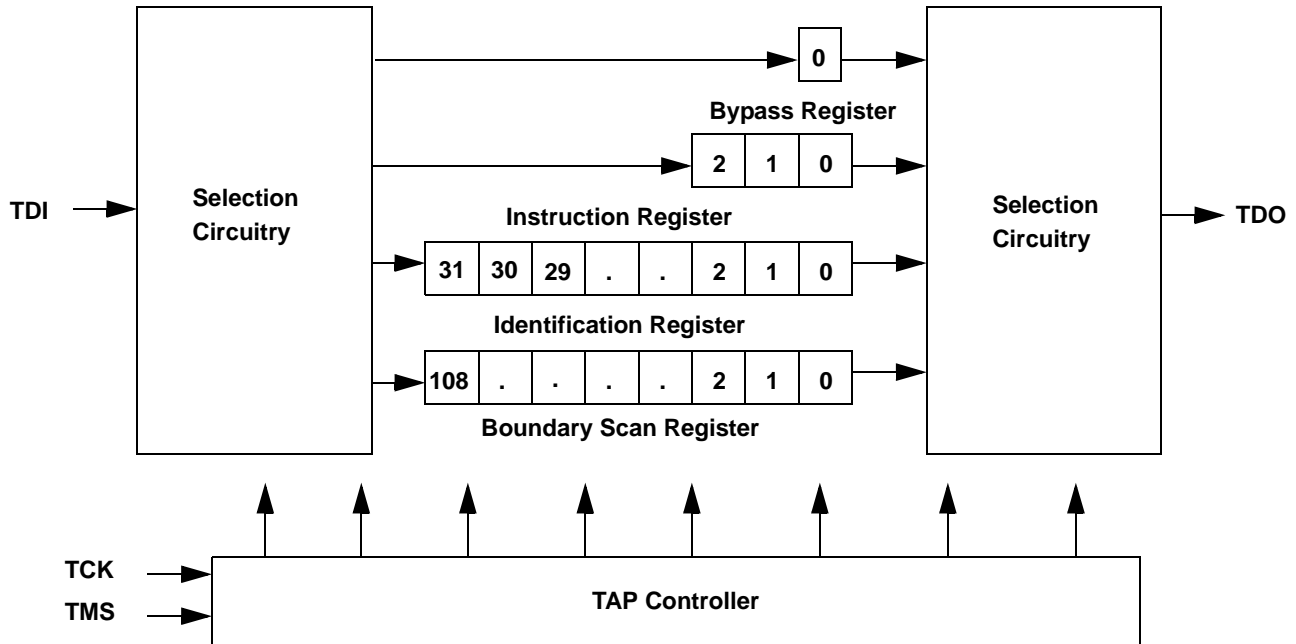 0
Bypass Register
2 1 0
TDI
Selection
Circuitry
Instruction Register
Selection
Circuitry
TDO
31 30 29 . . 2 1 0
Identification Register
108 . . . . 2 1 0
Boundary Scan Register
TCK
TMS
TAP Controller